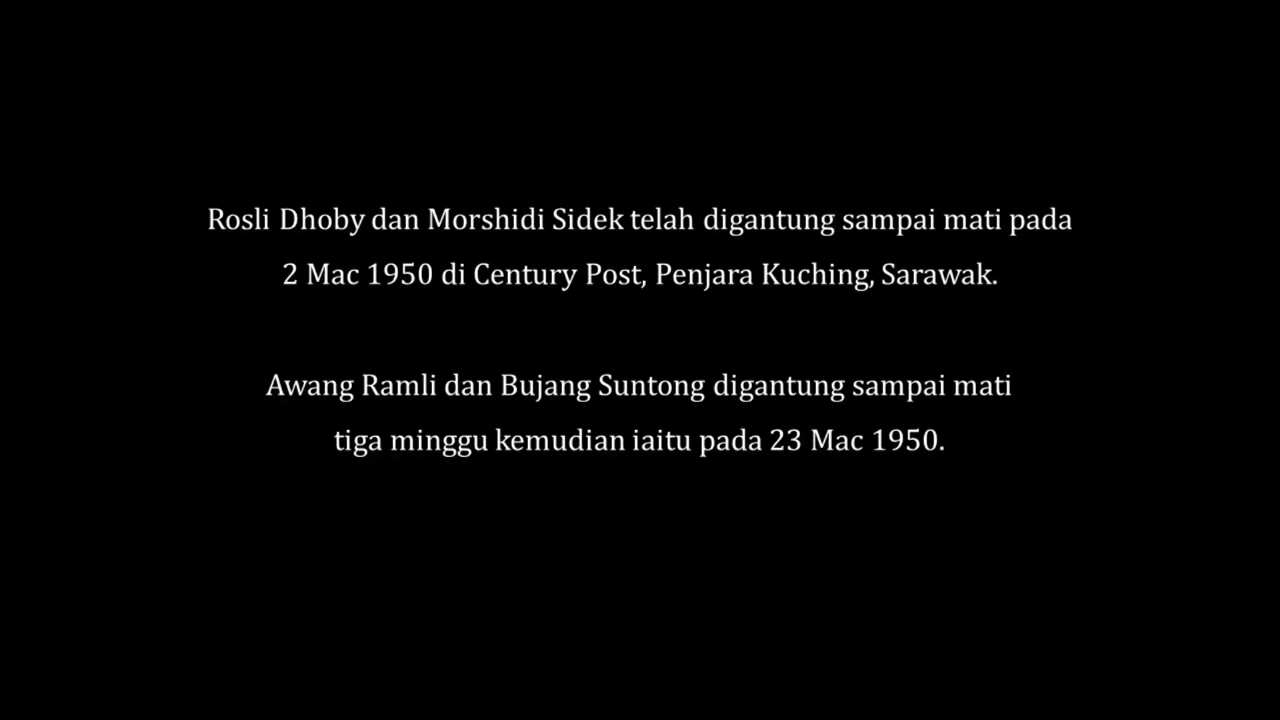 Rosli Dhoby dan Morshidi Sidek telah digantung sampai mati pada
2 Mac 1950 di Century Post, Penjara Kuching, Sarawak.
Awang Ramli dan Bujang Suntong digantung sampai mati
tiga minggu kemudian iaitu pada 23 Mac 1950.